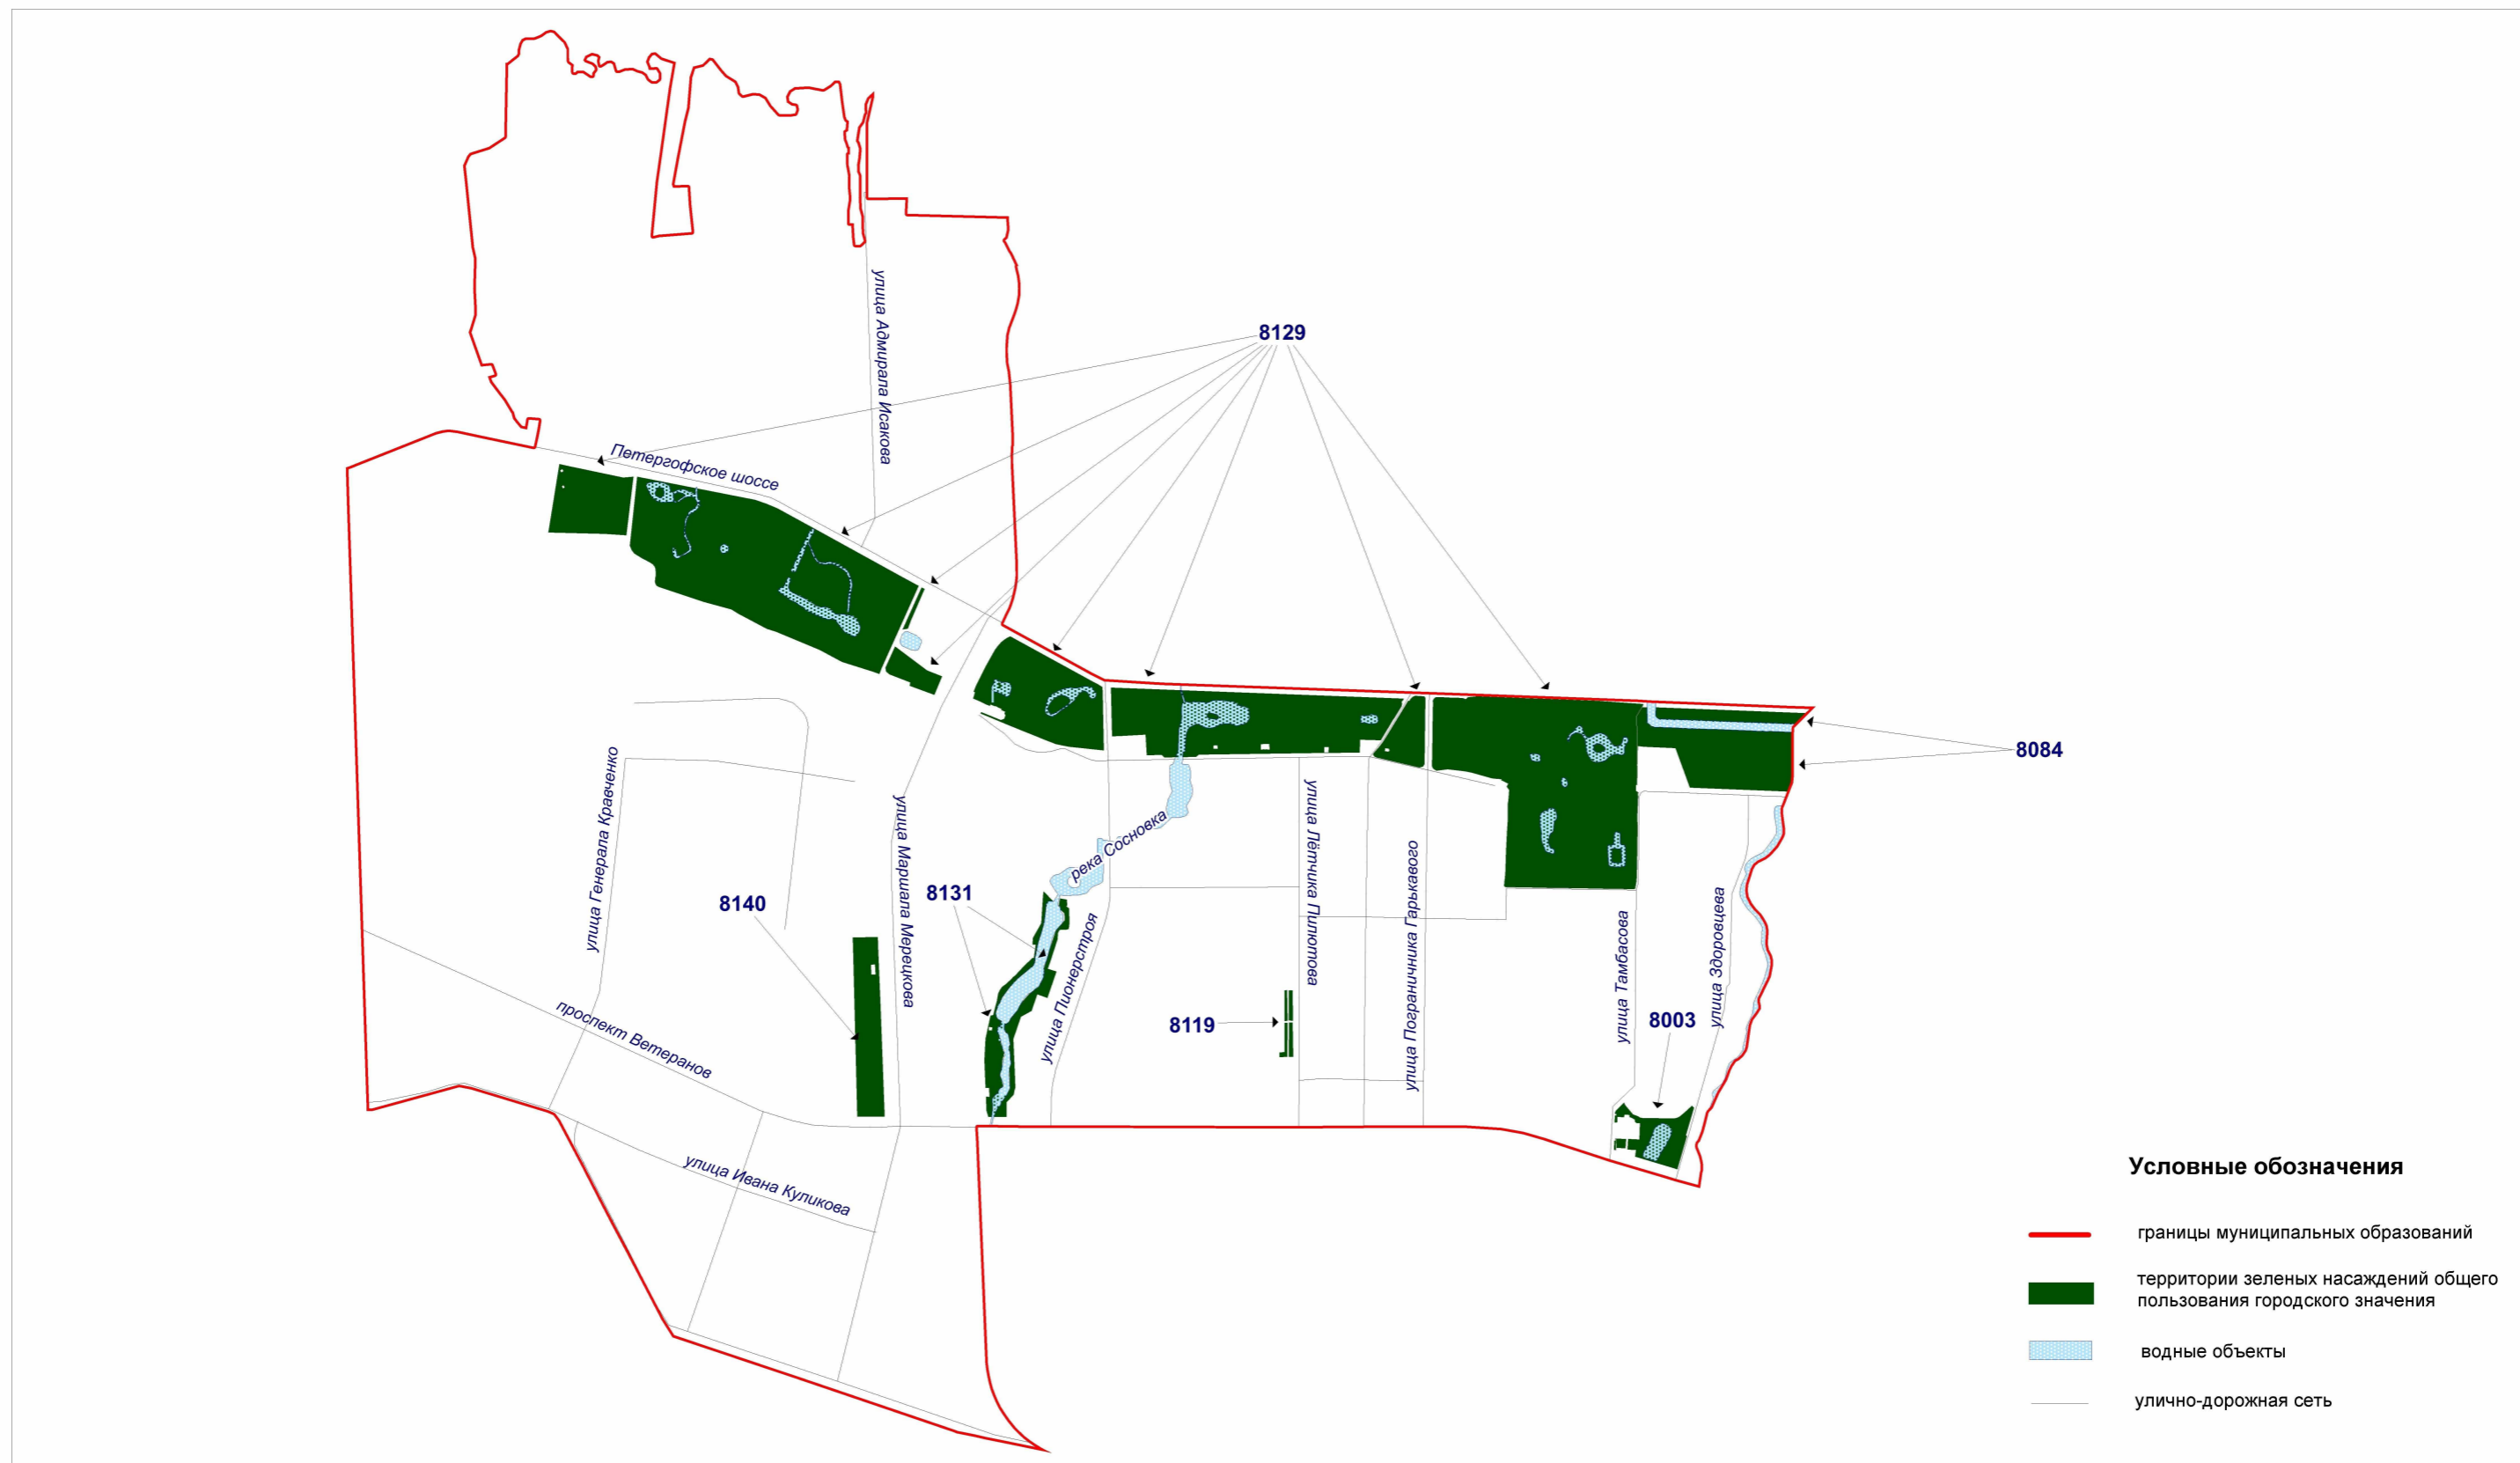 улица Адмирала Исакова
8129
Петергофское шоссе
8084
улица Генерала Кравченко
улица Маршала Мерецкова
река Сосновка
улица Лётчика Пилютова
улица Пограничника Гарькавого
8140
8131
улица Пионерстроя
улица Тамбасова
улица Здоровцева
проспект Ветеранов
8119
8003
улица Ивана Куликова
Условные обозначения
границы муниципальных образований
территории зеленых насаждений общего
пользования городского значения
водные объекты
улично-дорожная сеть